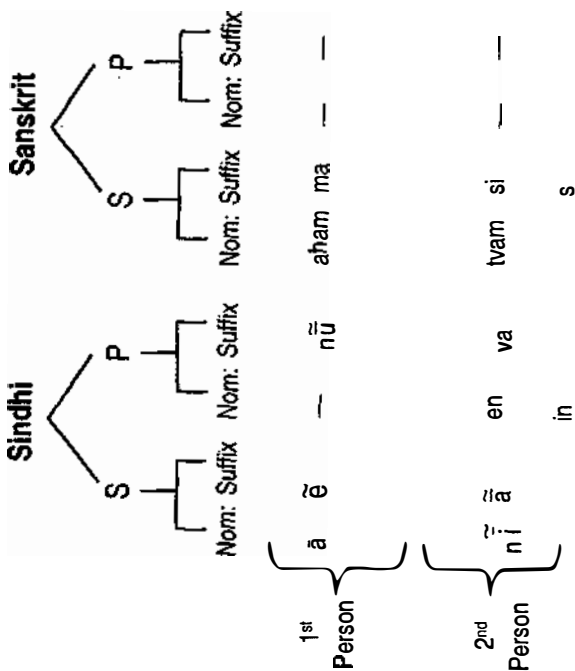 Sindhi Sanskrit
S P S P
Nom: Suffix Nom: Suffix Nom: Suffix Nom: Suffix
1st Person ā ẽ — nū̃ aham ma — —
2nd Person nī̃ ā̃ en va tvam si — —
in s